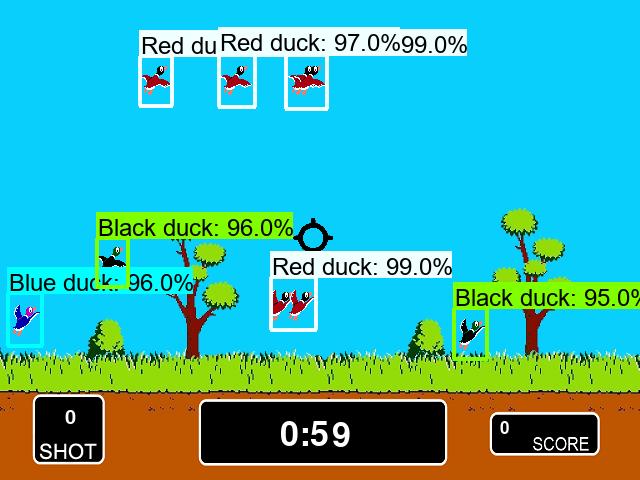 Red du
Red duck: 97.0%
99.0%
Black duck: 96.0%
Red duck: 99.0%
Blue duck: 96.0%
Black duck: 95.0%
0
SHOT
0:59
0
SCORE